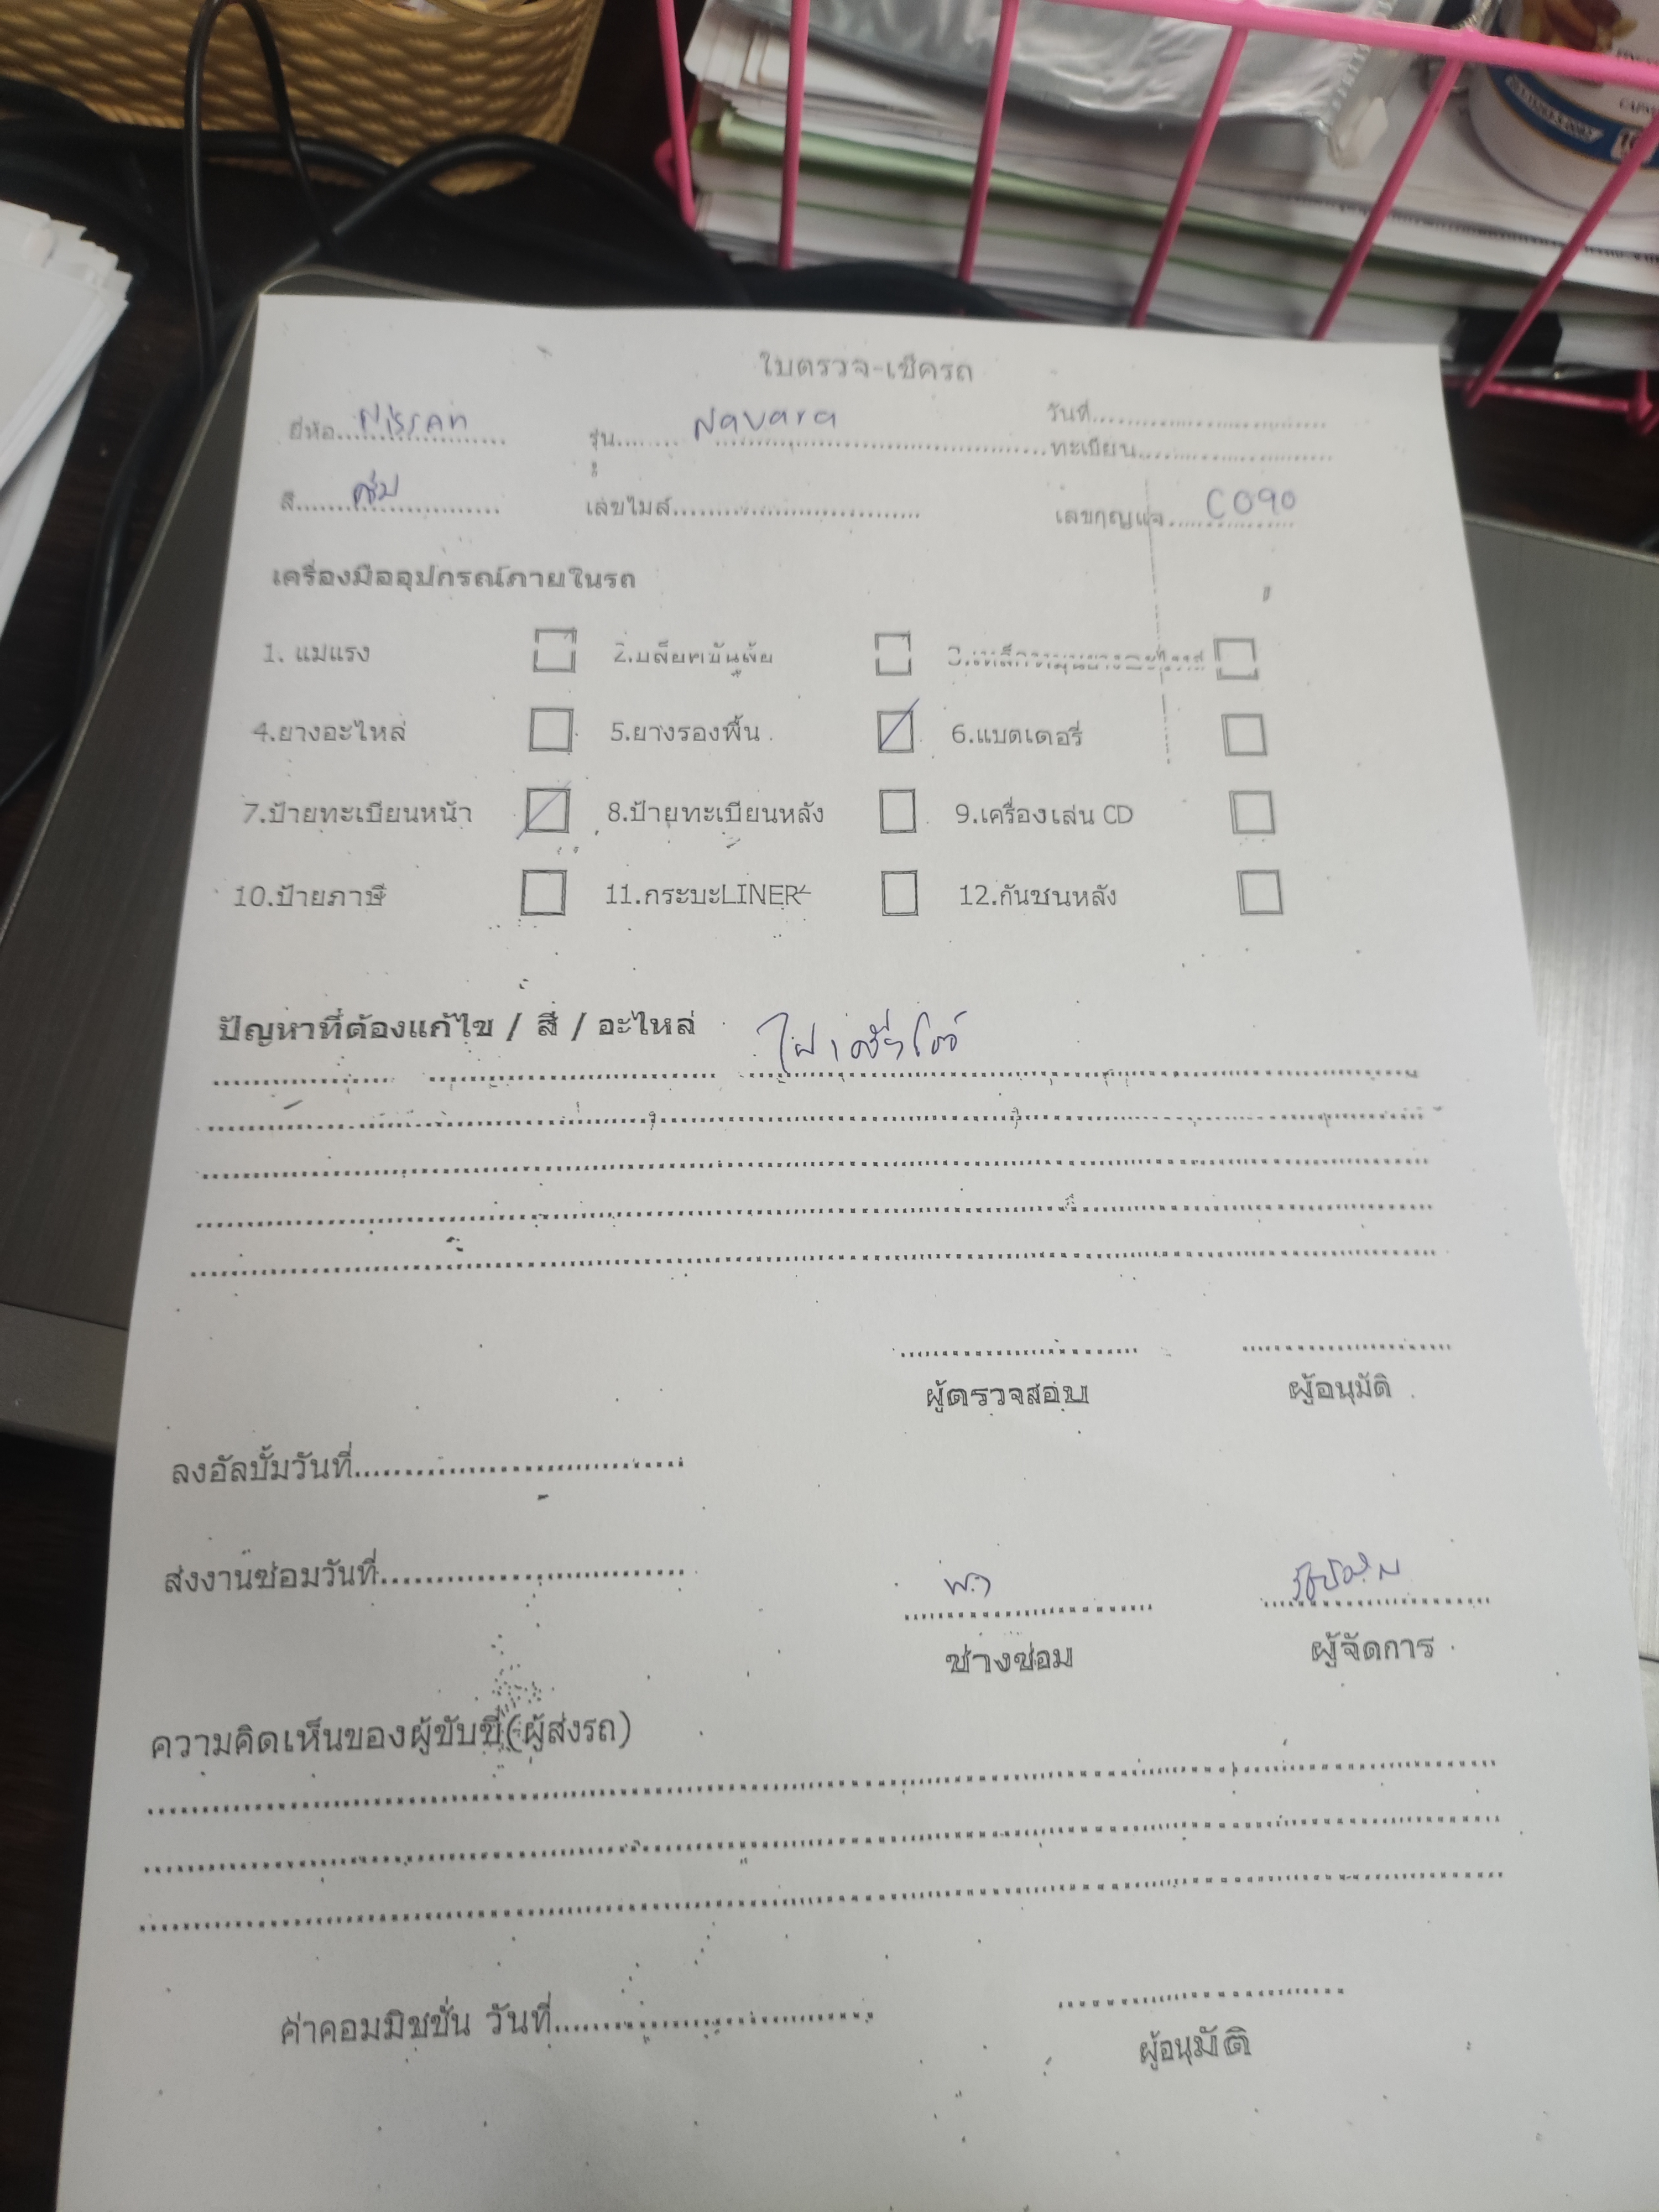 ใบตรวจ-เช็ครถ
ยี่ห้อ....Nissan.... รุ่น.... Navara .... วันที่....
ทะเบียน....
สี.... ครีม .... เลขไมล์.... เลขกุญแจ.... C090
เครื่องมืออุปกรณ์ภายในรถ
1. แม่แรง 2.บล็อคขันล้อ
4.ยางอะไหล่ 5.ยางรองพื้น 6.แบตเตอรี่
7.ป้ายทะเบียนหน้า 8.ป้ายทะเบียนหลัง 9.เครื่องเล่น CD
10.ป้ายภาษี 11.กระบะLINER 12.กันชนหลัง
ปัญหาที่ต้องแก้ไข / สี / อะไหล่
ผู้ตรวจสอบ ผู้อนุมัติ
ลงอัลบั้มวันที่....
ส่งงานซ่อมวันที่....
ช่างซ่อม ผู้จัดการ
ความคิดเห็นของผู้ขับขี่(ผู้ส่งรถ)
ค่าคอมมิชชั่น วันที่....
ผู้อนุมัติ